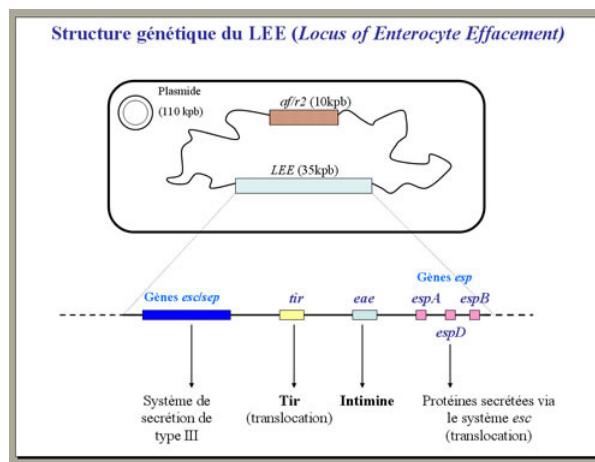 Structure génétique du LEE (Locus of Enterocyte Effacement)
Plasmide
(110 kpb)
af/r2 (10kpb)
LEE (35kpb)
Gènes esp
Gènes esc/sep
tir
eae
espA
espB
espD
Système de
secrétion de
type III
Tir
(translocation)
Intimine
Protéines secrétées via
le système esc
(translocation)